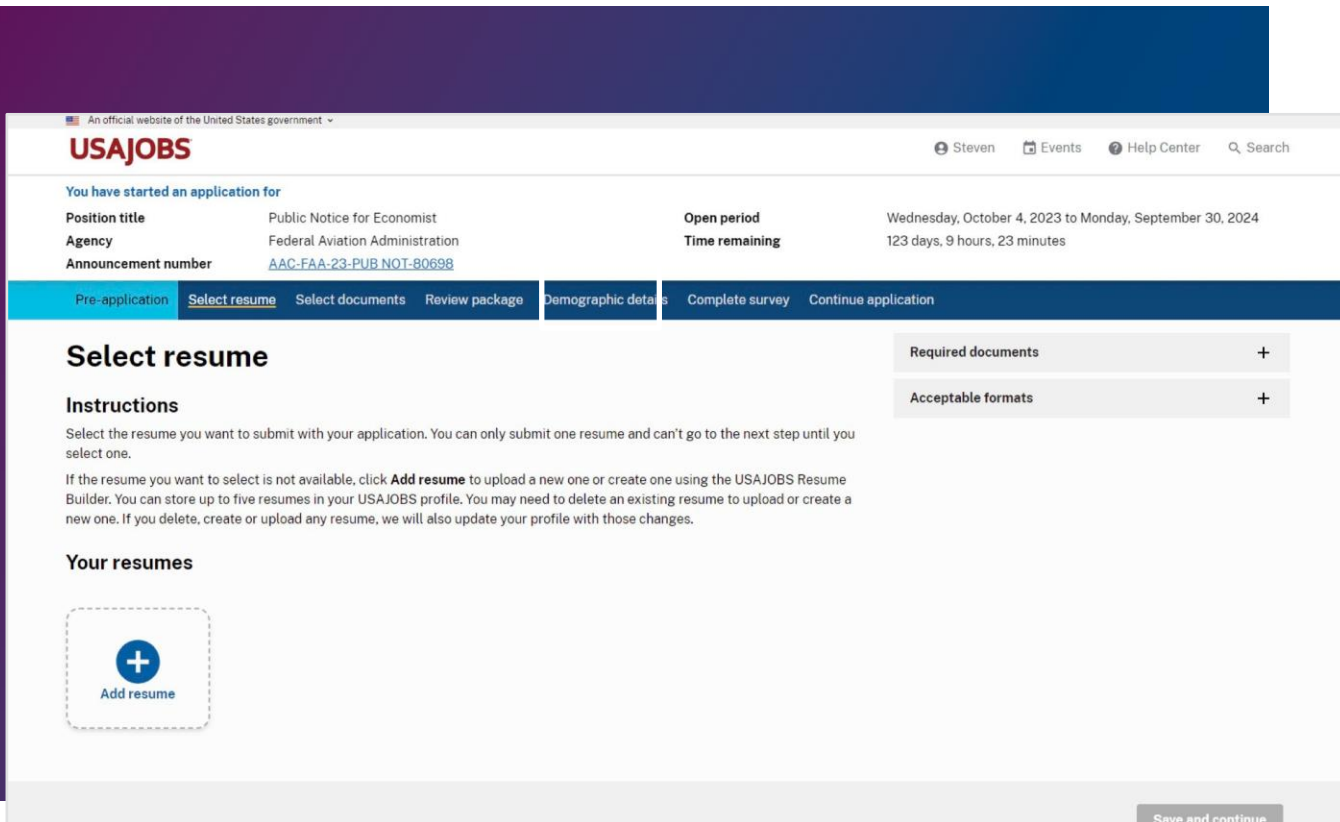 An official website of the United States government
USAJOBS
Steven Events Help Center Search
You have started an application for
Position title Public Notice for Economist Open period Wednesday, October 4, 2023 to Monday, September 30, 2024
Agency Federal Aviation Administration Time remaining 123 days, 9 hours, 23 minutes
Announcement number AAC-FAA-23-PUB NOT-80698
Pre-application Select resume Select documents Review package Demographic details Complete survey Continue application
Select resume
Required documents +
Acceptable formats +
Instructions
Select the resume you want to submit with your application. You can only submit one resume and can't go to the next step until you
select one.
If the resume you want to select is not available, click Add resume to upload a new one or create one using the USAJOBS Resume
Builder. You can store up to five resumes in your USAJOBS profile. You may need to delete an existing resume to upload or create a
new one. If you delete, create or upload any resume, we will also update your profile with those changes.
Your resumes
Add resume
Save and continue